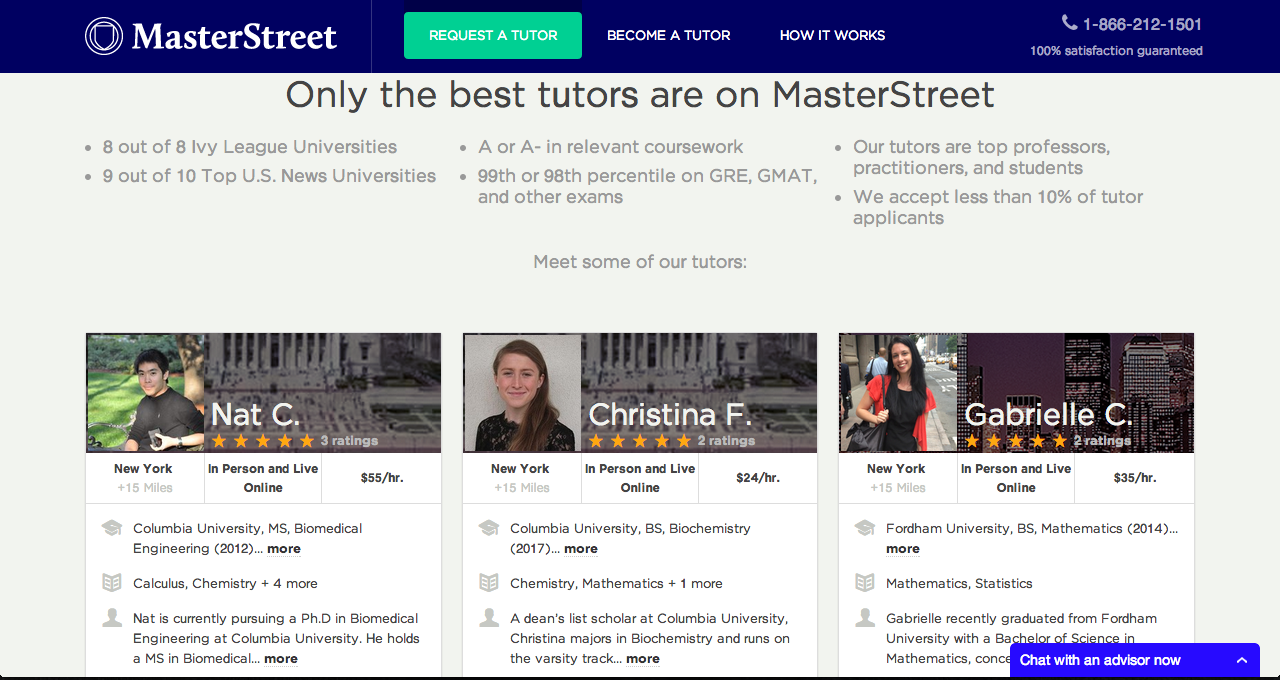 MasterStreet
REQUEST A TUTOR
BECOME A TUTOR
HOW IT WORKS
1-866-212-1501
100% satisfaction guaranteed
Only the best tutors are on MasterStreet
• 8 out of 8 Ivy League Universities
• 9 out of 10 Top U.S. News Universities
• A or A- in relevant coursework
• 99th or 98th percentile on GRE, GMAT,
and other exams
• Our tutors are top professors,
practitioners, and students
• We accept less than 10% of tutor
applicants
Meet some of our tutors:
Nat C.
3 ratings
New York
+15 Miles
In Person and Live
Online
$55/hr.
Columbia University, MS, Biomedical
Engineering (2012)... more
Calculus, Chemistry + 4 more
Nat is currently pursuing a Ph.D in Biomedical
Engineering at Columbia University. He holds
a MS in Biomedical... more
Christina F.
2 ratings
New York
+15 Miles
In Person and Live
Online
$24/hr.
Columbia University, BS, Biochemistry
(2017)... more
Chemistry, Mathematics + 1 more
A dean's list scholar at Columbia University,
Christina majors in Biochemistry and runs on
the varsity track... more
Gabrielle C.
2 ratings
New York
+15 Miles
In Person and Live
Online
$35/hr.
Fordham University, BS, Mathematics (2014)...
more
Mathematics, Statistics
Gabrielle recently graduated from Fordham
University with a Bachelor of Science in
Mathematics, conce
Chat with an advisor now